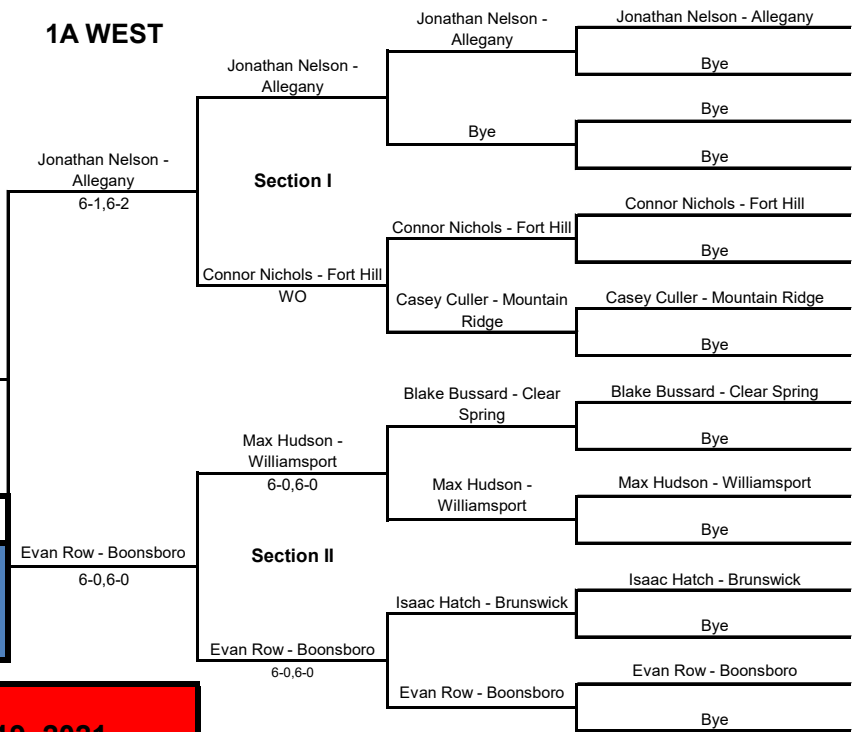 1A WEST
Jonathan Nelson -
Allegany
6-1,6-2
Evan Row - Boonsboro
6-0,6-0
Jonathan Nelson -
Allegany
Section I
Connor Nichols - Fort Hill
WO
Max Hudson -
Williamsport
6-0,6-0
Section II
Evan Row - Boonsboro
6-0,6-0
Jonathan Nelson -
Allegany
Bye
Connor Nichols - Fort Hill
Casey Culler - Mountain
Ridge
Blake Bussard - Clear
Spring
Max Hudson -
Williamsport
Isaac Hatch - Brunswick
Evan Row - Boonsboro
Jonathan Nelson - Allegany
Bye
Bye
Bye
Connor Nichols - Fort Hill
Bye
Casey Culler - Mountain Ridge
Bye
Blake Bussard - Clear Spring
Bye
Max Hudson - Williamsport
Bye
Isaac Hatch - Brunswick
Bye
Evan Row - Boonsboro
Bye